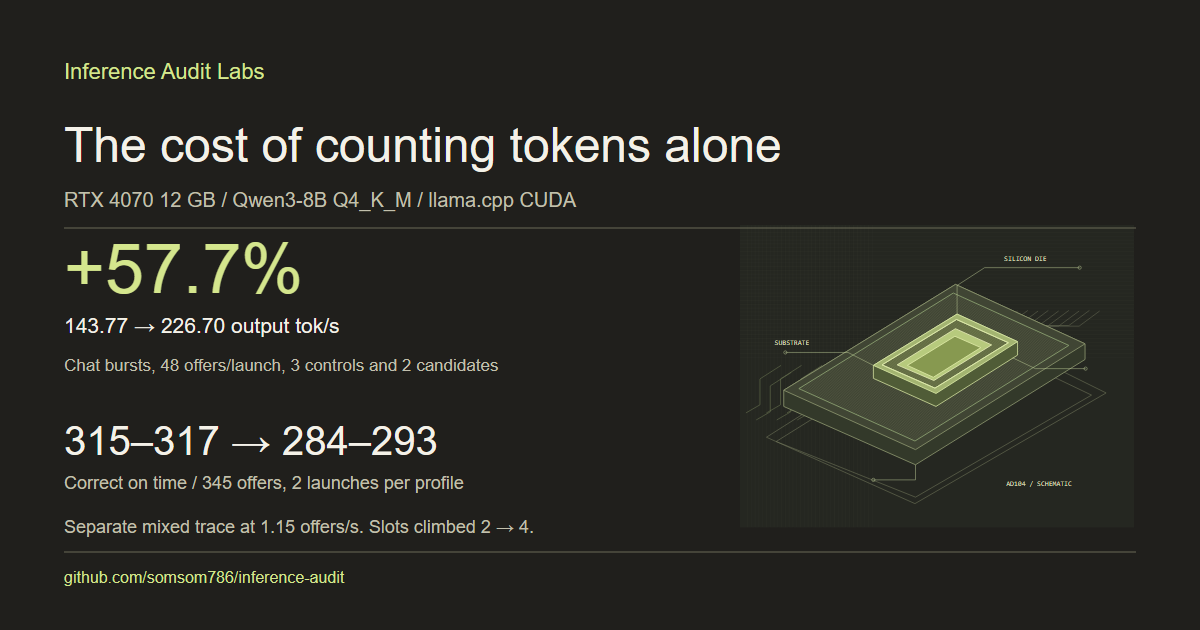 Inference Audit Labs
The cost of counting tokens alone
RTX 4070 12 GB / Qwen3-8B Q4_K_M / llama.cpp CUDA
+57.7%
143.77 → 226.70 output tok/s
Chat bursts, 48 offers/launch, 3 controls and 2 candidates
315–317 → 284–293
Correct on time / 345 offers, 2 launches per profile
Separate mixed trace at 1.15 offers/s. Slots climbed 2 → 4.
SILICON DIE
SUBSTRATE
AD104 / SCHEMATIC
github.com/somsom786/inference-audit